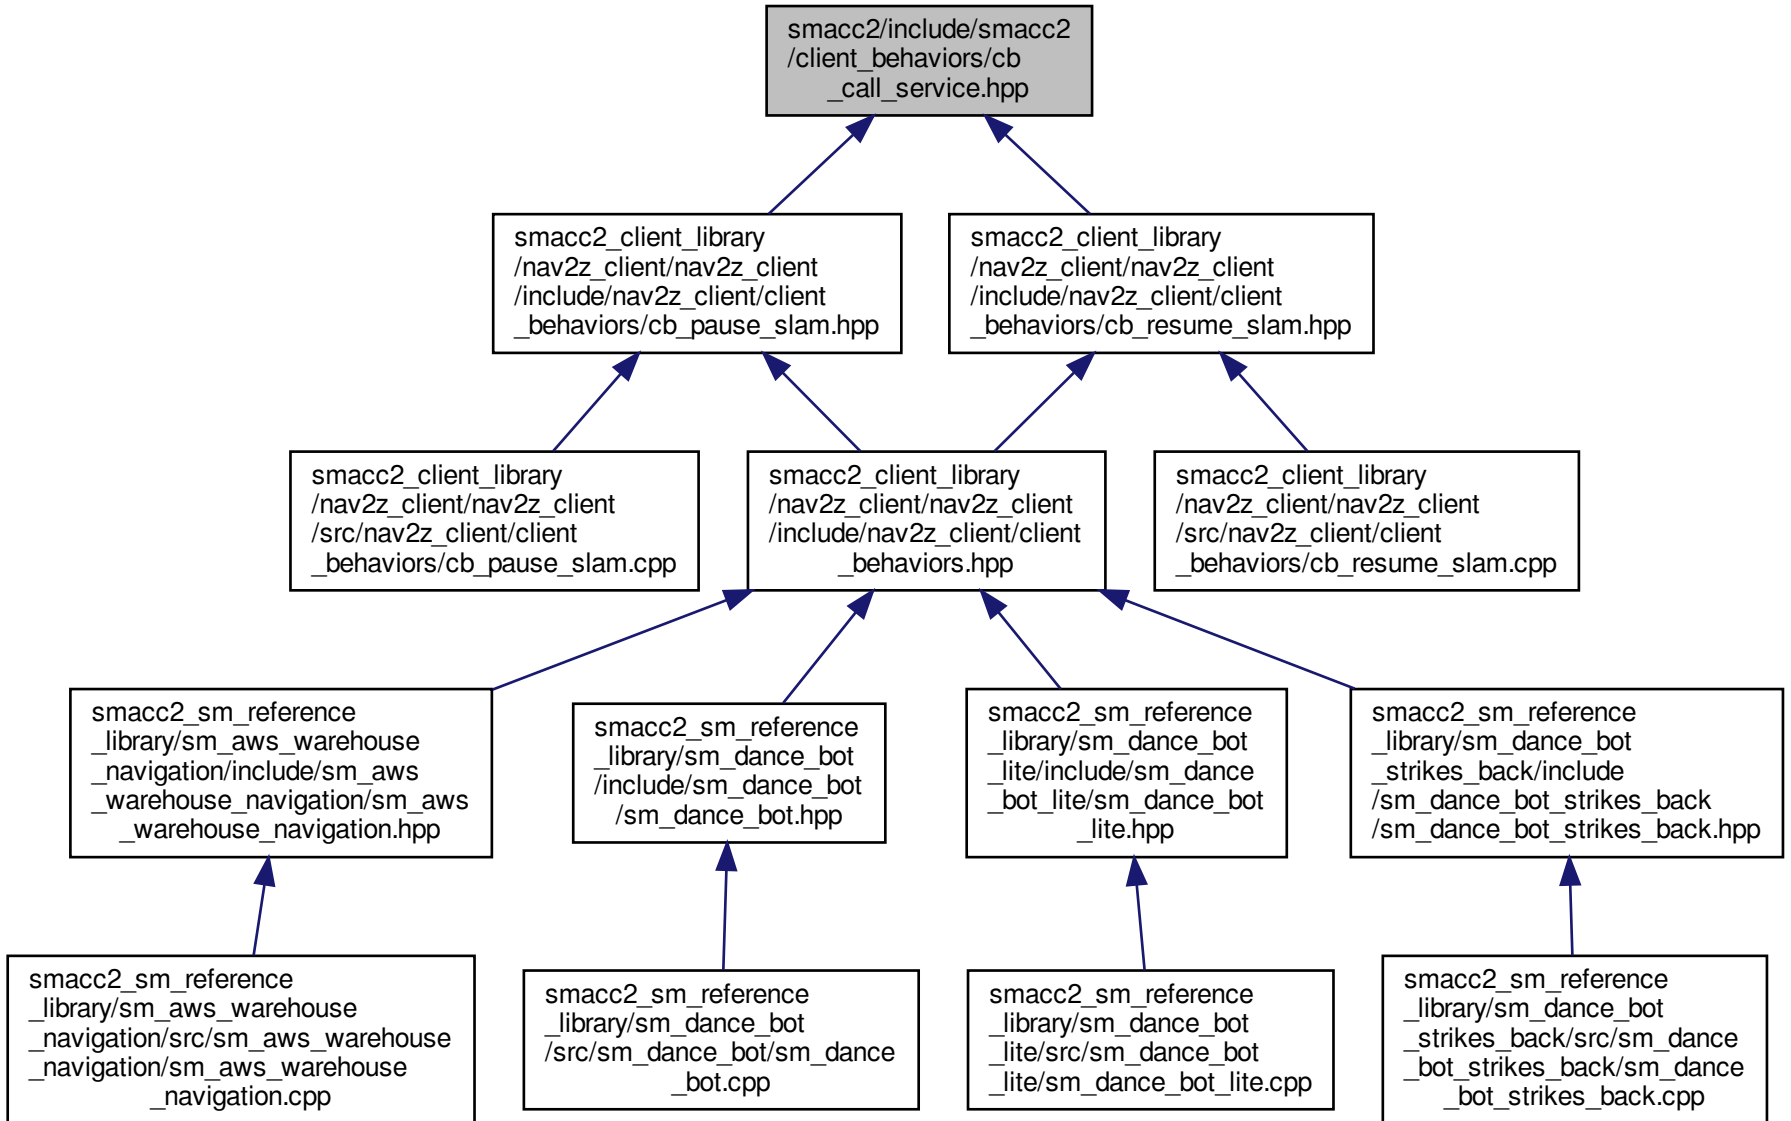 smacc2/include/smacc2
/client_behaviors/cb
_call_service.hpp
smacc2_client_library
/nav2z_client/nav2z_client
/include/nav2z_client/client
_behaviors/cb_pause_slam.hpp
smacc2_client_library
/nav2z_client/nav2z_client
/include/nav2z_client/client
_behaviors/cb_resume_slam.hpp
smacc2_client_library
/nav2z_client/nav2z_client
/src/nav2z_client/client
_behaviors/cb_pause_slam.cpp
smacc2_client_library
/nav2z_client/nav2z_client
/include/nav2z_client/client
_behaviors.hpp
smacc2_client_library
/nav2z_client/nav2z_client
/src/nav2z_client/client
_behaviors/cb_resume_slam.cpp
smacc2_sm_reference
_library/sm_aws_warehouse
_navigation/include/sm_aws
_warehouse_navigation/sm_aws
_warehouse_navigation.hpp
smacc2_sm_reference
_library/sm_dance_bot
/include/sm_dance_bot
/sm_dance_bot.hpp
smacc2_sm_reference
_library/sm_dance_bot
_lite/include/sm_dance
_bot_lite/sm_dance_bot
_lite.hpp
smacc2_sm_reference
_library/sm_dance_bot
_strikes_back/include
/sm_dance_bot_strikes_back
/sm_dance_bot_strikes_back.hpp
smacc2_sm_reference
_library/sm_aws_warehouse
_navigation/src/sm_aws_warehouse
_navigation/sm_aws_warehouse
_navigation.cpp
smacc2_sm_reference
_library/sm_dance_bot
/src/sm_dance_bot/sm_dance
_bot.cpp
smacc2_sm_reference
_library/sm_dance_bot
_lite/src/sm_dance_bot
_lite/sm_dance_bot_lite.cpp
smacc2_sm_reference
_library/sm_dance_bot
_strikes_back/src/sm_dance
_bot_strikes_back/sm_dance
_bot_strikes_back.cpp